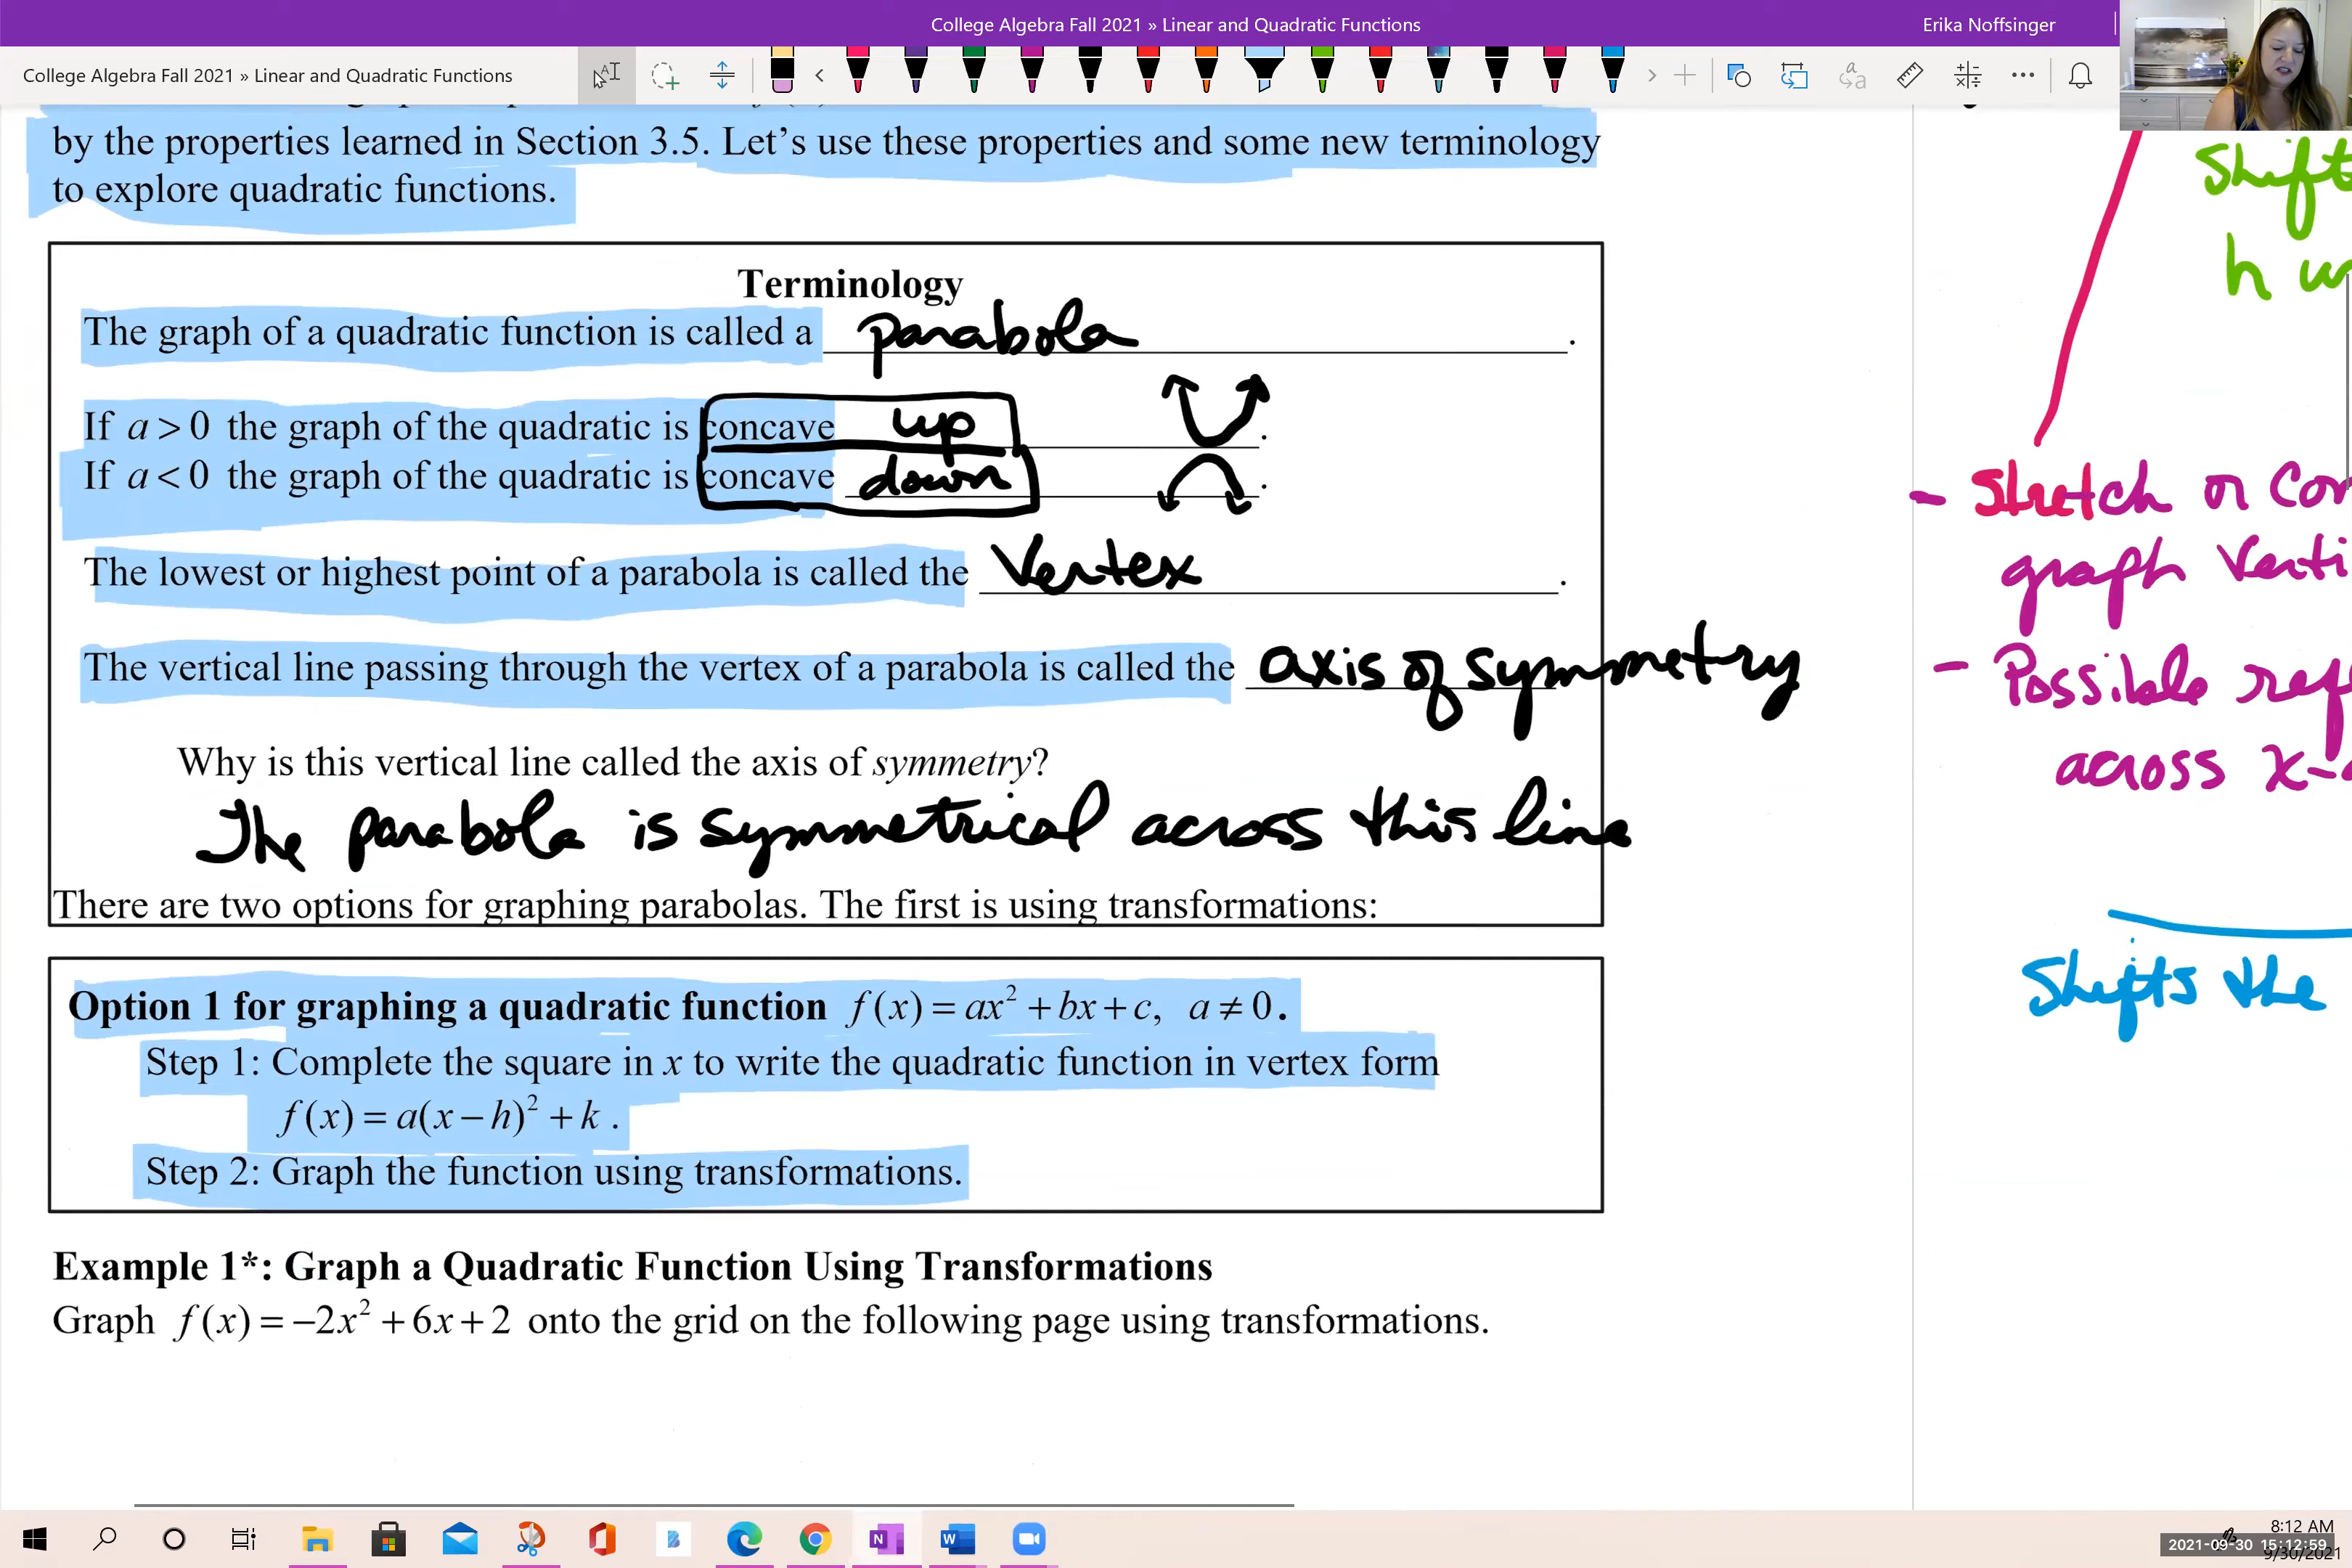 College Algebra Fall 2021 » Linear and Quadratic Functions
Erika Noffsinger
College Algebra Fall 2021 » Linear and Quadratic Functions
by the properties learned in Section 3.5. Let's use these properties and some new terminology
to explore quadratic functions.
Terminology
The graph of a quadratic function is called a parabola.
If a > 0 the graph of the quadratic is concave up.
If a < 0 the graph of the quadratic is concave down.
The lowest or highest point of a parabola is called the Vertex.
The vertical line passing through the vertex of a parabola is called the axis of symmetry
Why is this vertical line called the axis of symmetry?
The parabola is symmetrical across this line
There are two options for graphing parabolas. The first is using transformations:
Option 1 for graphing a quadratic function f(x) = ax² + bx + c, a ≠ 0.
Step 1: Complete the square in x to write the quadratic function in vertex form
f(x) = a(x − h)² + k.
Step 2: Graph the function using transformations.
Example 1*: Graph a Quadratic Function Using Transformations
Graph f(x) = −2x² + 6x + 2 onto the grid on the following page using transformations.
Shift
h
- Stretch or
graph
- Possible
across x-
Shifts the
8:12 AM
2021-09-30 15:12:59
9/30/2021